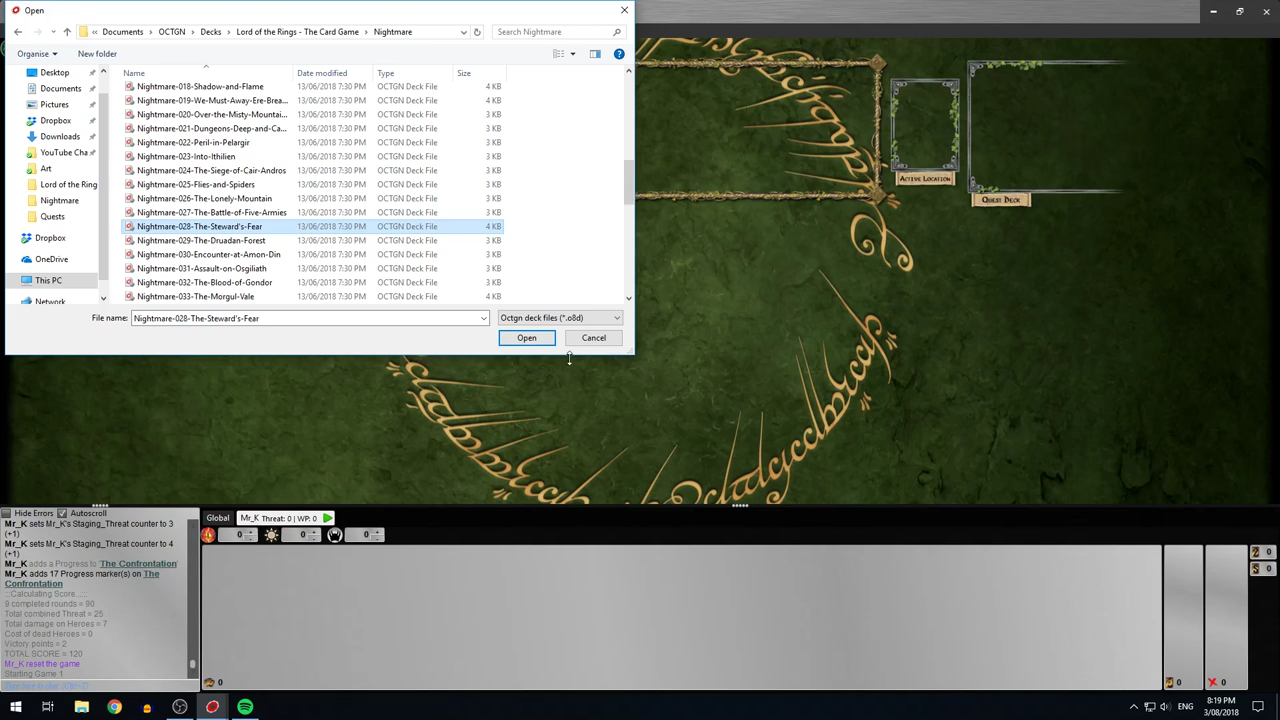 Open
Documents
OCTGN
Decks
Lord of the Rings - The Card Game
Nightmare
Search Nightmare
Organise
New folder
Name
Date modified
Type
Size
Desktop
Documents
Pictures
Dropbox
Downloads
YouTube Cha
Art
Lord of the Ring
Nightmare
Quests
Dropbox
OneDrive
This PC
Network
Nightmare-018-Shadow-and-Flame 13/06/2018 7:30 PM OCTGN Deck File 4 KB
Nightmare-019-We-Must-Away-Ere-Brea... 13/06/2018 7:30 PM OCTGN Deck File 4 KB
Nightmare-020-Over-the-Misty-Mountai... 13/06/2018 7:30 PM OCTGN Deck File 4 KB
Nightmare-021-Dungeons-Deep-and-Ca... 13/06/2018 7:30 PM OCTGN Deck File 3 KB
Nightmare-022-Peril-in-Pelargir 13/06/2018 7:30 PM OCTGN Deck File 3 KB
Nightmare-023-Into-Ithilien 13/06/2018 7:30 PM OCTGN Deck File 3 KB
Nightmare-024-The-Siege-of-Cair-Andros 13/06/2018 7:30 PM OCTGN Deck File 4 KB
Nightmare-025-Flies-and-Spiders 13/06/2018 7:30 PM OCTGN Deck File 3 KB
Nightmare-026-The-Lonely-Mountain 13/06/2018 7:30 PM OCTGN Deck File 3 KB
Nightmare-027-The-Battle-of-Five-Armies 13/06/2018 7:30 PM OCTGN Deck File 3 KB
Nightmare-028-The-Steward's-Fear 13/06/2018 7:30 PM OCTGN Deck File 4 KB
Nightmare-029-The-Druadan-Forest 13/06/2018 7:30 PM OCTGN Deck File 3 KB
Nightmare-030-Encounter-at-Amon-Din 13/06/2018 7:30 PM OCTGN Deck File 3 KB
Nightmare-031-Assault-on-Osgiliath 13/06/2018 7:30 PM OCTGN Deck File 3 KB
Nightmare-032-The-Blood-of-Gondor 13/06/2018 7:30 PM OCTGN Deck File 3 KB
Nightmare-033-The-Morgul-Vale 13/06/2018 7:30 PM OCTGN Deck File 4 KB
File name: Nightmare-028-The-Steward's-Fear
Octgn deck files (*.o8d)
Open
Cancel
Active Location
Quest Deck
Hide Errors Autoscroll
Mr_K sets Mr_K's Staging_Threat counter to 3
(+1)
Mr_K sets Mr_K's Staging_Threat counter to 4
(+1)
Mr_K adds a Progress to 'The Confrontation'
Mr_K adds 17 Progress marker(s) on The
Confrontation
:::Calculating Score...:::
9 completed rounds = 90
Total combined Threat = 25
Total damage on Heroes = 7
Cost of dead Heroes = 0
Victory points = 2
TOTAL SCORE = 120
Mr_K reset the game
Starting Game 1
Global
Mr_K Threat: 0 | WP: 0
0
0
0
0
0
0
0
0
ENG
8:19 PM
3/08/2018